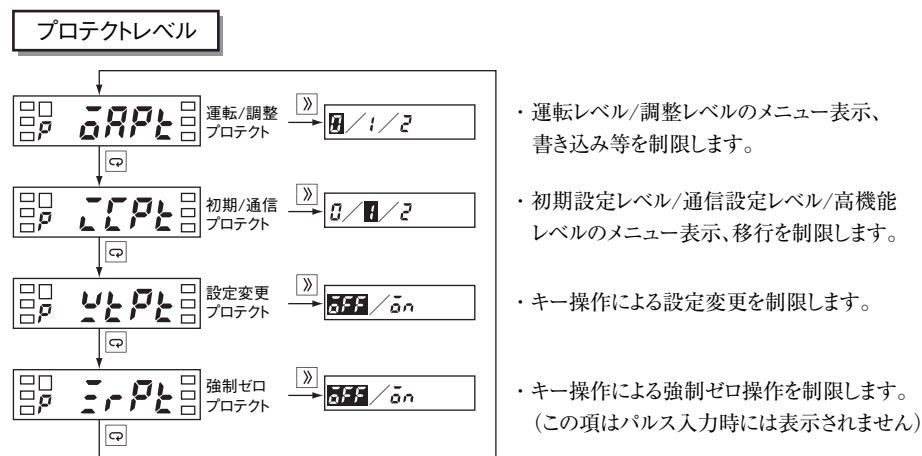 プロテクトレベル
P oAPt 運転/調整 》 0/1/2 ・運転レベル/調整レベルのメニュー表示、
プロテクト 書き込み等を制限します。
P iCPt 初期/通信 》 0/1/2 ・初期設定レベル/通信設定レベル/高機能
プロテクト レベルのメニュー表示、移行を制限します。
P WtPt 設定変更 》 oFF/on ・キー操作による設定変更を制限します。
プロテクト
P ZrPt 強制ゼロ 》 oFF/on ・キー操作による強制ゼロ操作を制限します。
プロテクト (この項はパルス入力時には表示されません)